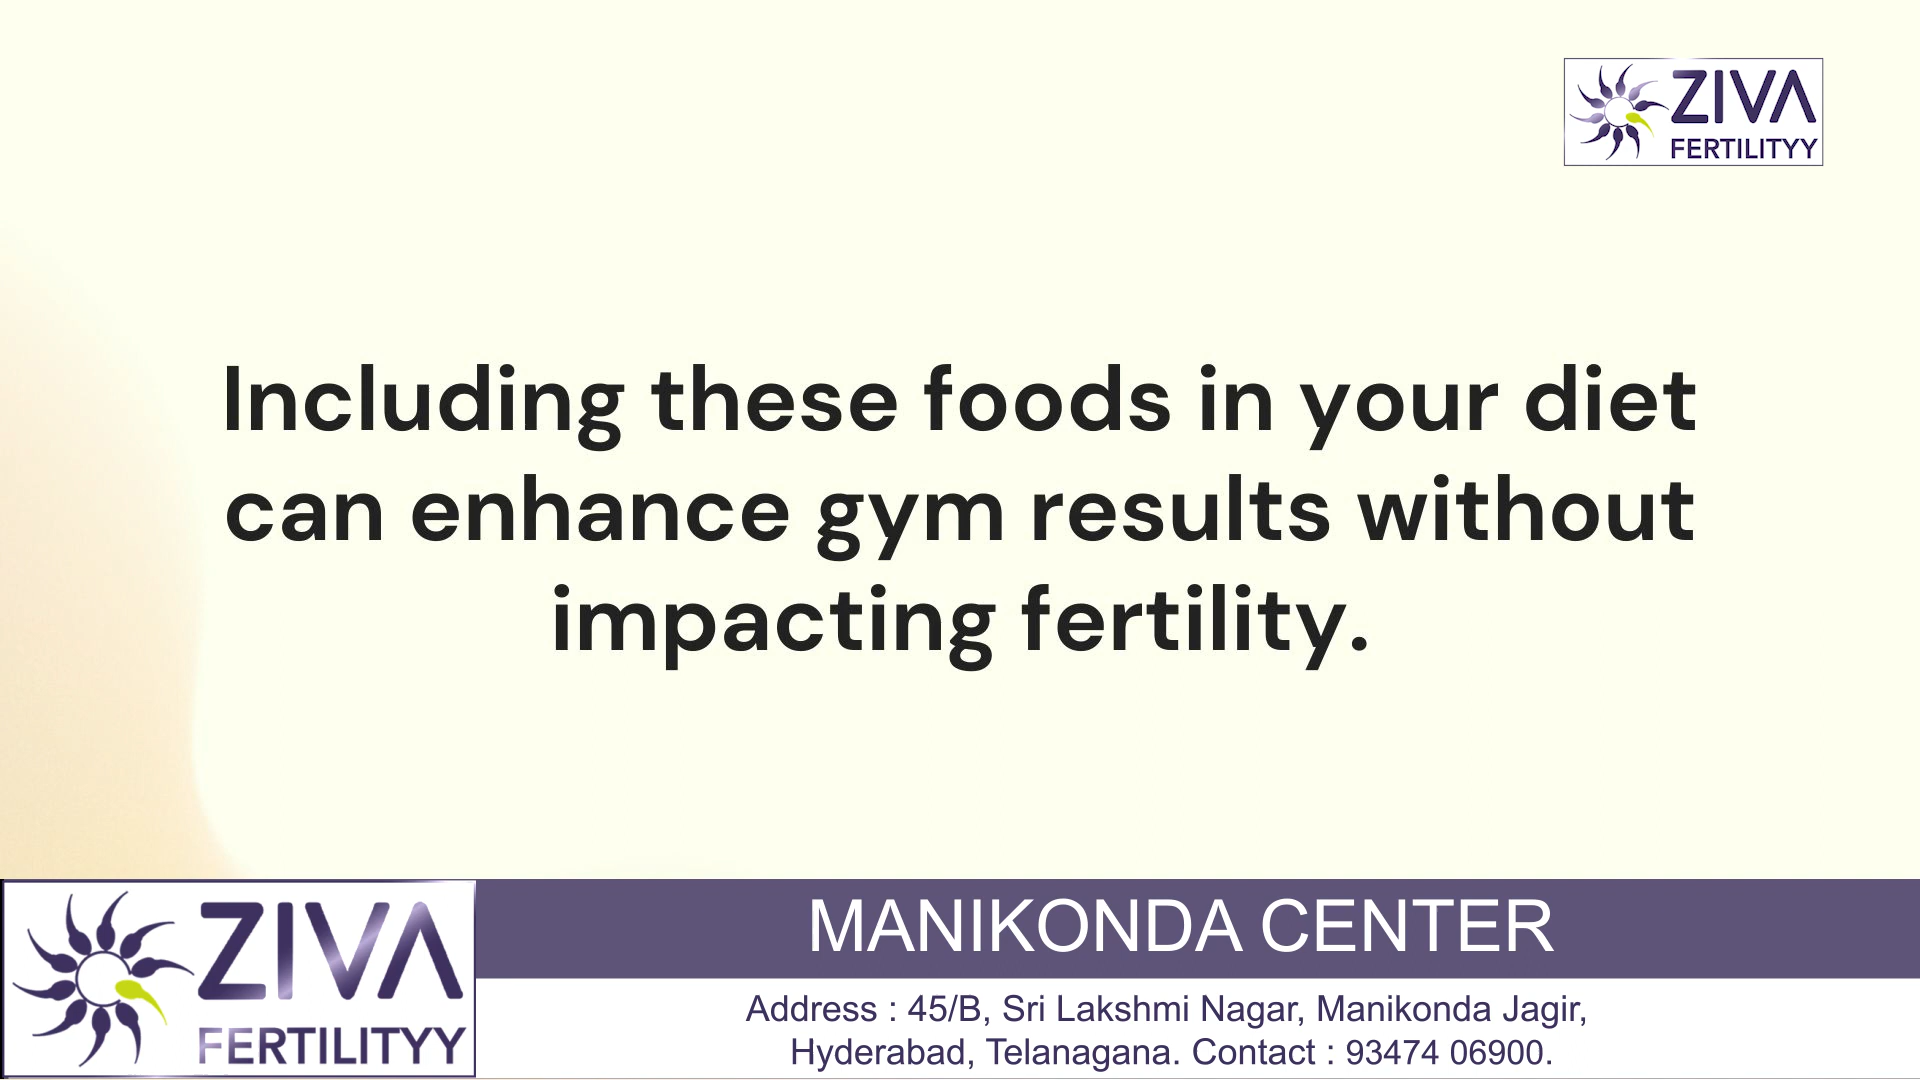 ZIVA
FERTILITYY
Including these foods in your diet
can enhance gym results without
impacting fertility.
ZIVA
FERTILITYY
MANIKONDA CENTER
Address : 45/B, Sri Lakshmi Nagar, Manikonda Jagir,
Hyderabad, Telanagana. Contact : 93474 06900.